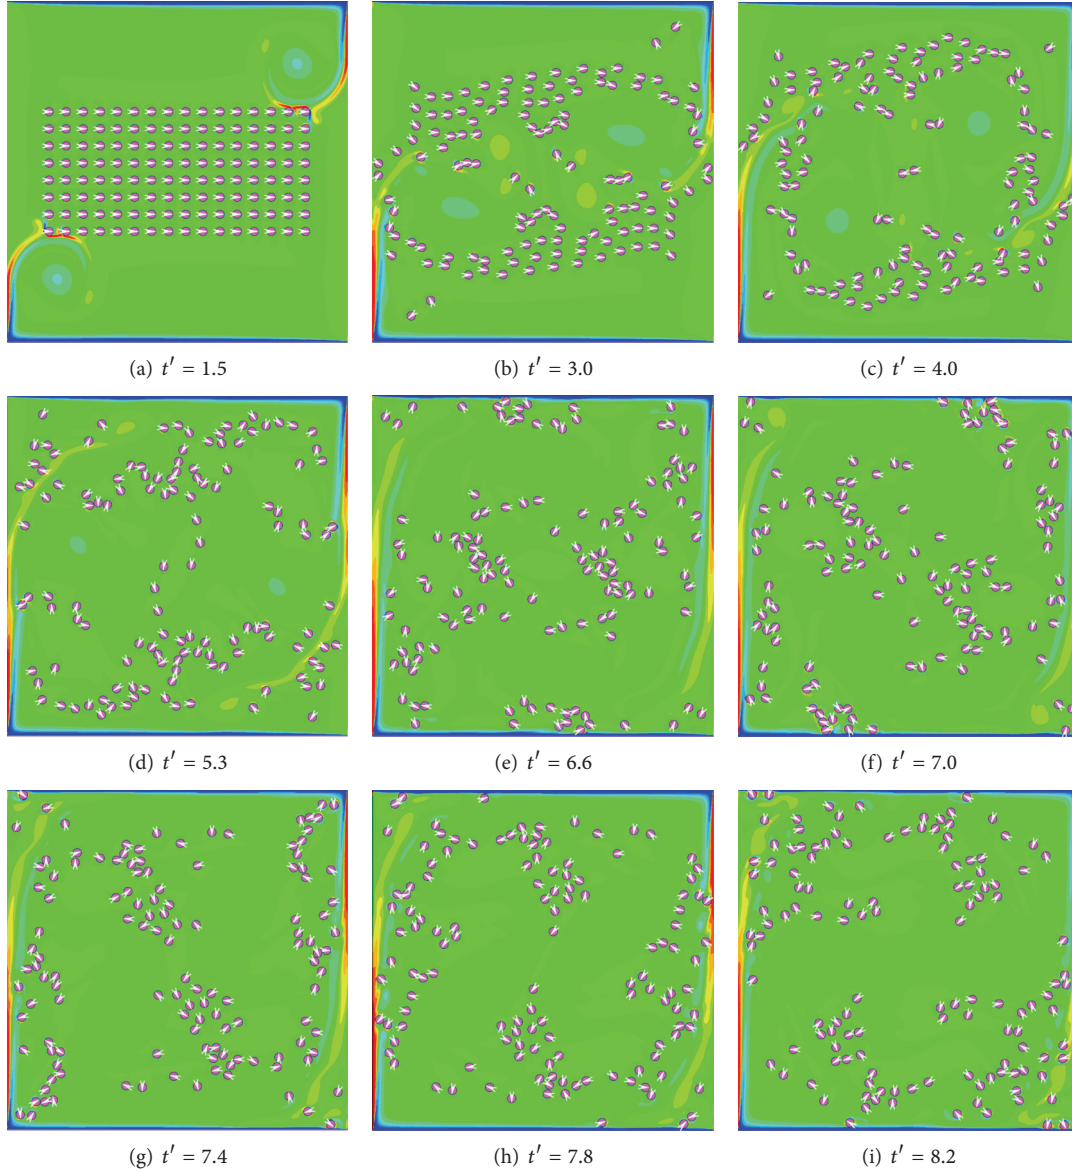 (a) t′ = 1.5
(b) t′ = 3.0
(c) t′ = 4.0
(d) t′ = 5.3
(e) t′ = 6.6
(f) t′ = 7.0
(g) t′ = 7.4
(h) t′ = 7.8
(i) t′ = 8.2